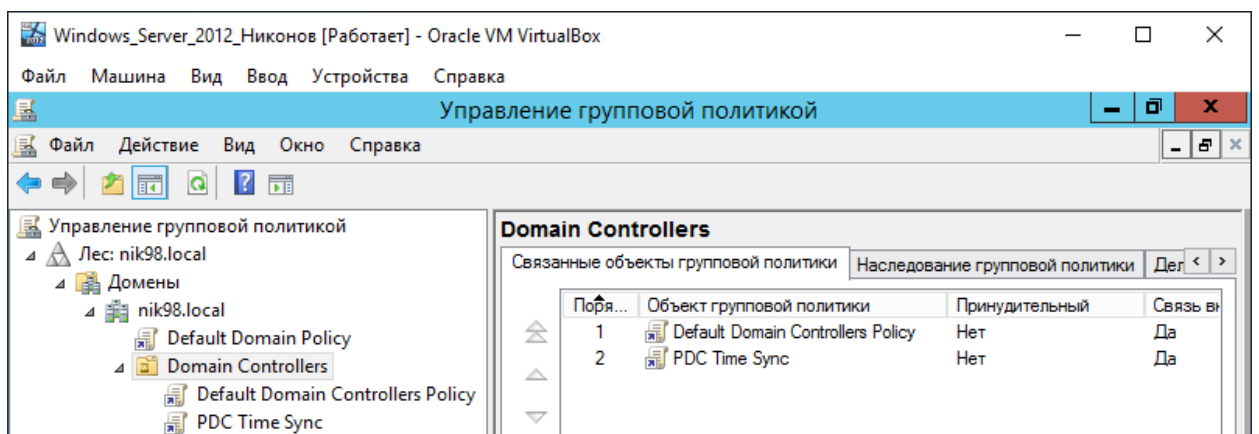 Windows_Server_2012_Никонов [Работает] - Oracle VM VirtualBox
Файл Машина Вид Ввод Устройства Справка
Управление групповой политикой
Файл Действие Вид Окно Справка
Управление групповой политикой
Лес: nik98.local
Домены
nik98.local
Default Domain Policy
Domain Controllers
Default Domain Controllers Policy
PDC Time Sync
Domain Controllers
Связанные объекты групповой политики Наследование групповой политики Дел
Поря... Объект групповой политики Принудительный Связь вк
1 Default Domain Controllers Policy Нет Да
2 PDC Time Sync Нет Да